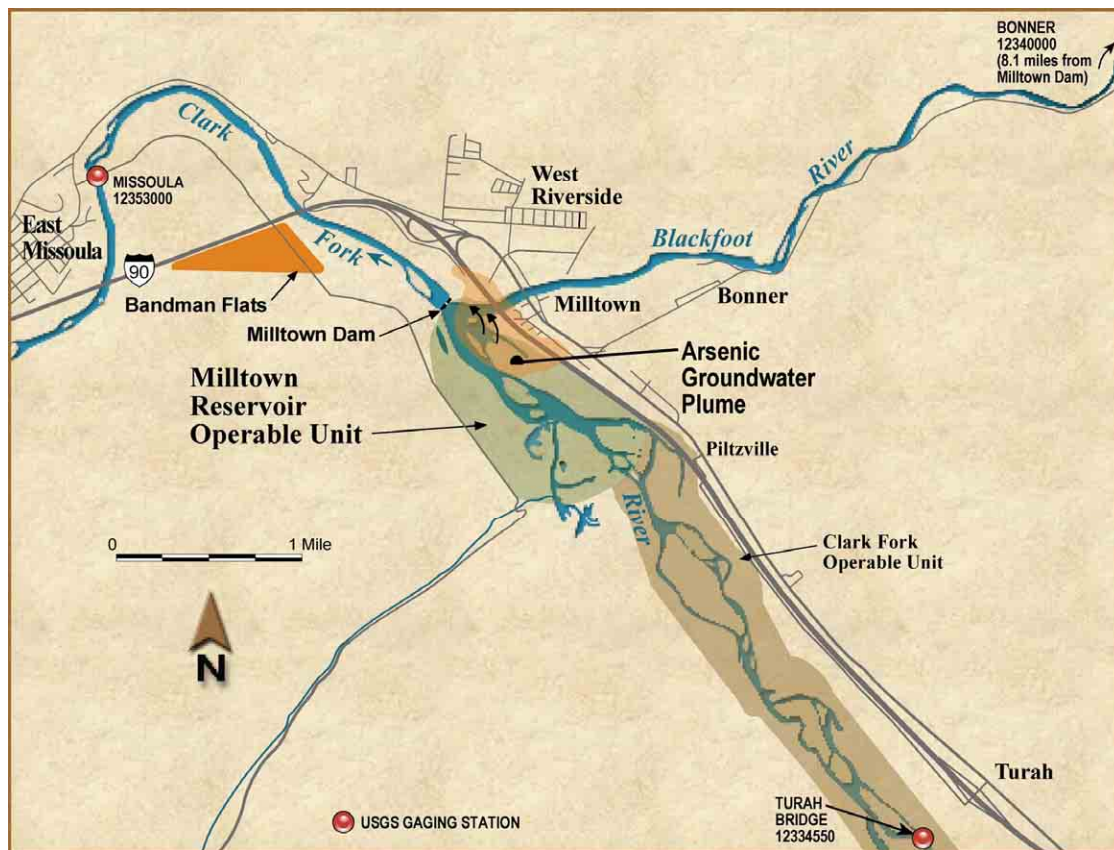 BONNER
12340000
(8.1 miles from
Milltown Dam)
Clark
MISSOULA
12353000
West
Riverside
River
East
Missoula
Fork
Blackfoot
90
Bandman Flats
Milltown
Bonner
Milltown Dam
Arsenic
Groundwater
Plume
Milltown
Reservoir
Operable Unit
Piltzville
River
0 1 Mile
Clark Fork
Operable Unit
N
Turah
TURAH
BRIDGE
12334550
USGS GAGING STATION